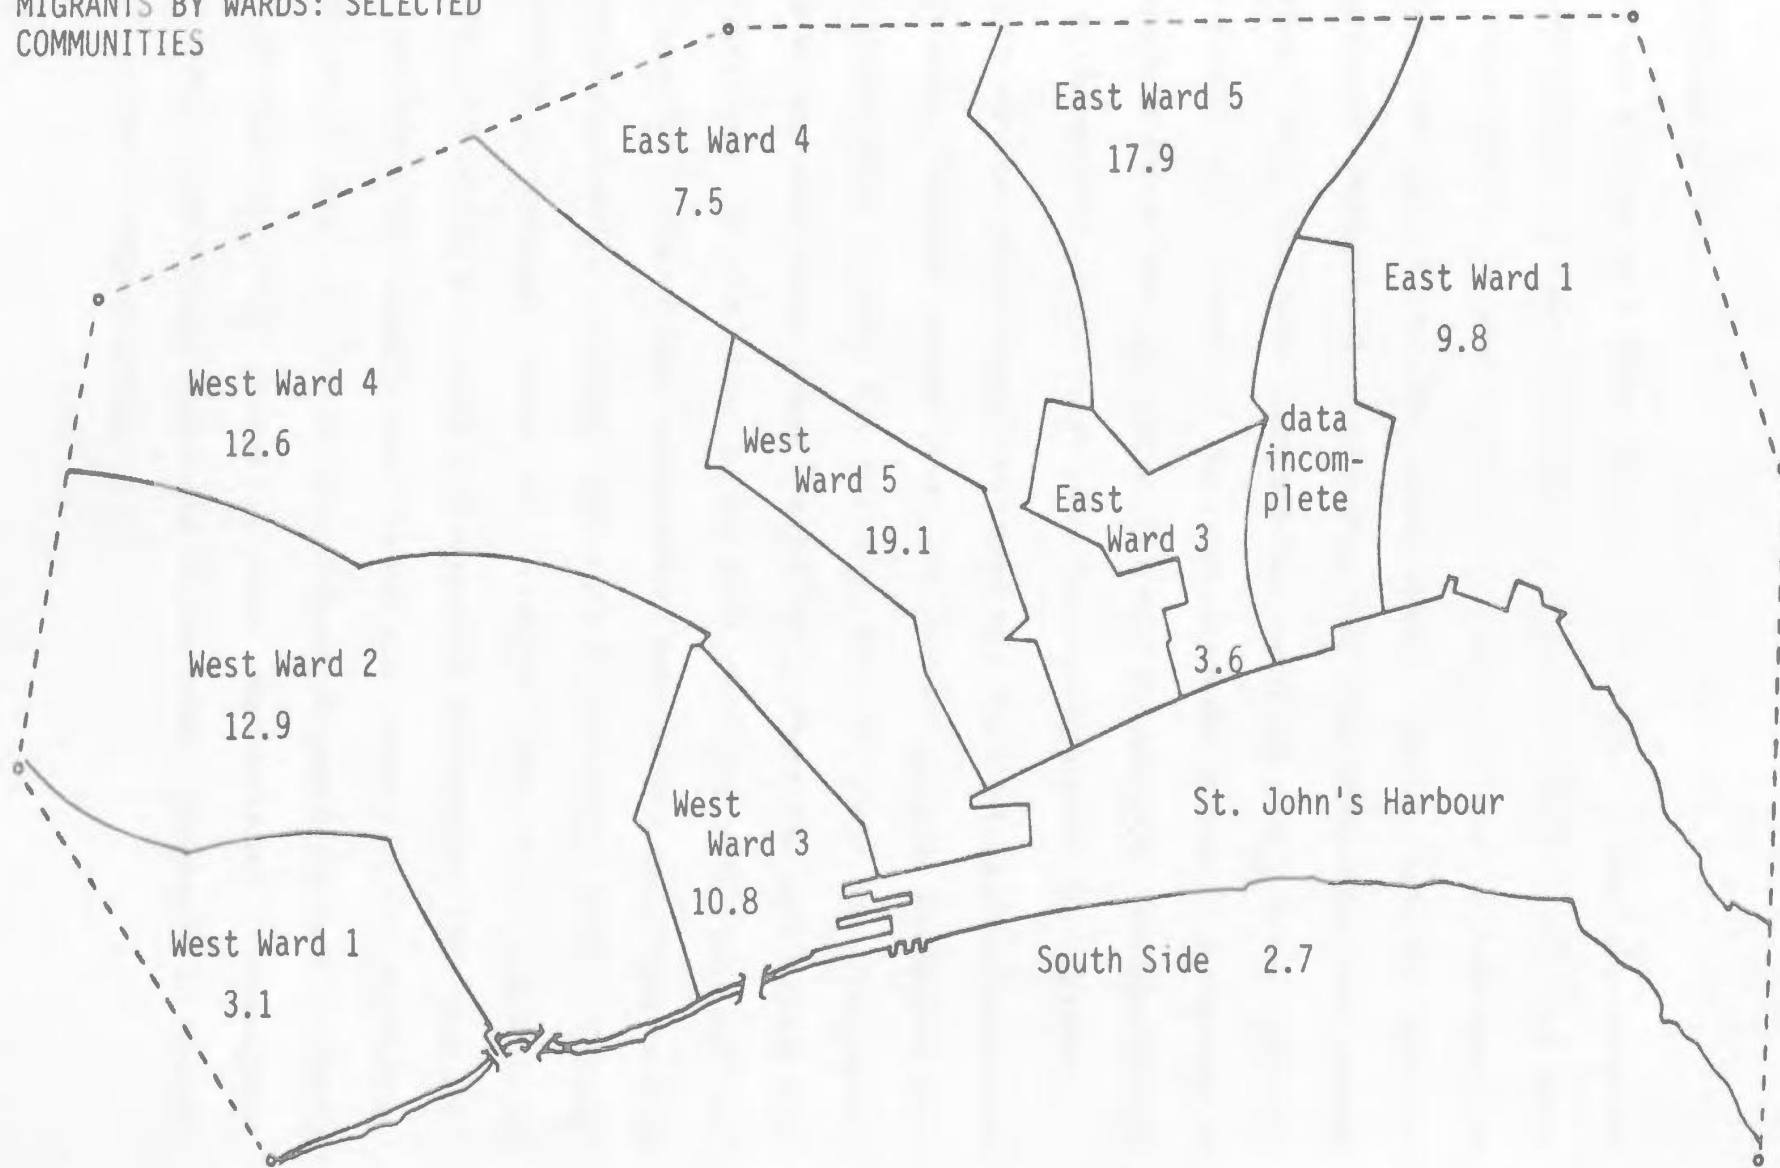 MIGRANTS BY WARDS: SELECTED
COMMUNITIES
East Ward 5
17.9
East Ward 4
7.5
East Ward 1
9.8
West Ward 4
12.6
West
Ward 5
19.1
data
incom-
plete
East
Ward 3
3.6
West Ward 2
12.9
West
Ward 3
10.8
St. John's Harbour
West Ward 1
3.1
South Side 2.7